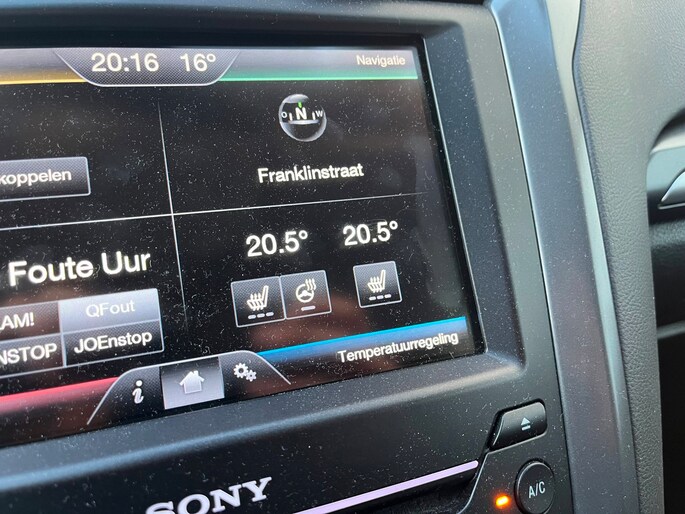 20:16 16°
Navigatie
N W
koppelen
Franklinstraat
20.5° 20.5°
Foute Uur
AM!
QFout
NSTOP
JOEnstop
Temperatuurregeling
i
SONY
A/C